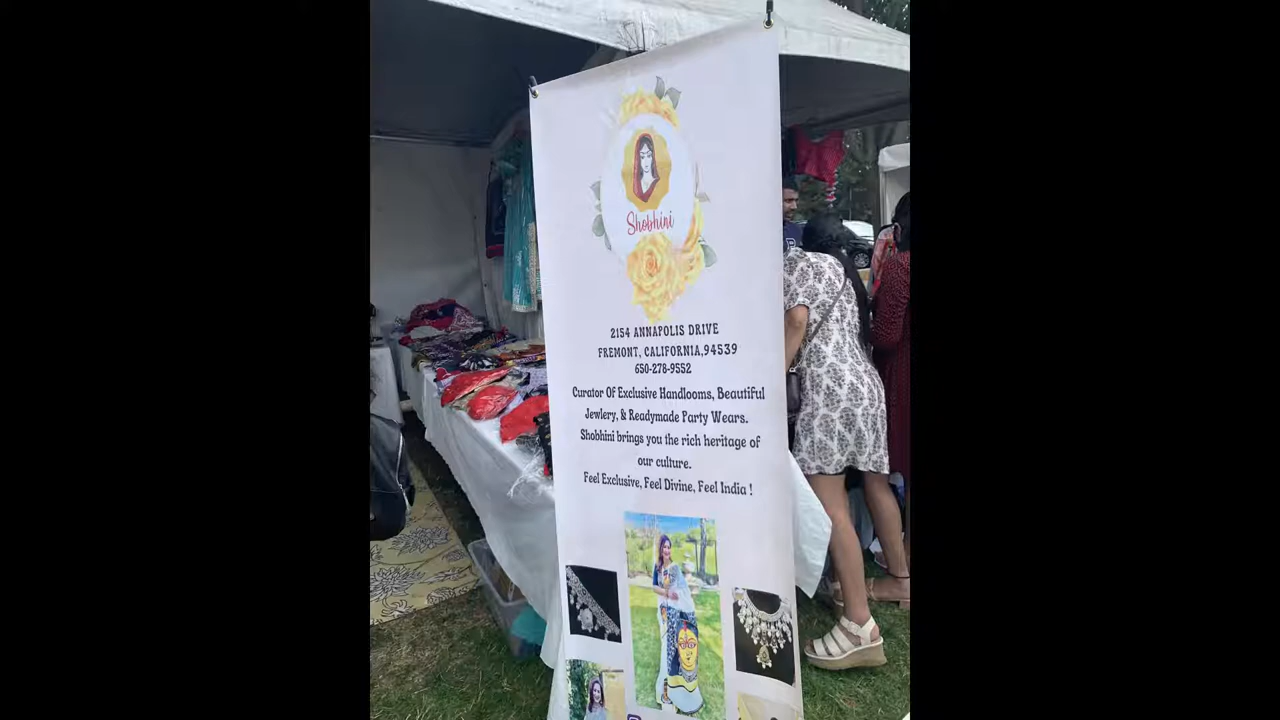 Shobhini
2154 ANNAPOLIS DRIVE
FREMONT, CALIFORNIA,94539
650-278-9552
Curator Of Exclusive Handlooms, Beautiful
Jewlery, & Readymade Party Wears.
Shobhini brings you the rich heritage of
our culture.
Feel Exclusive, Feel Divine, Feel India !